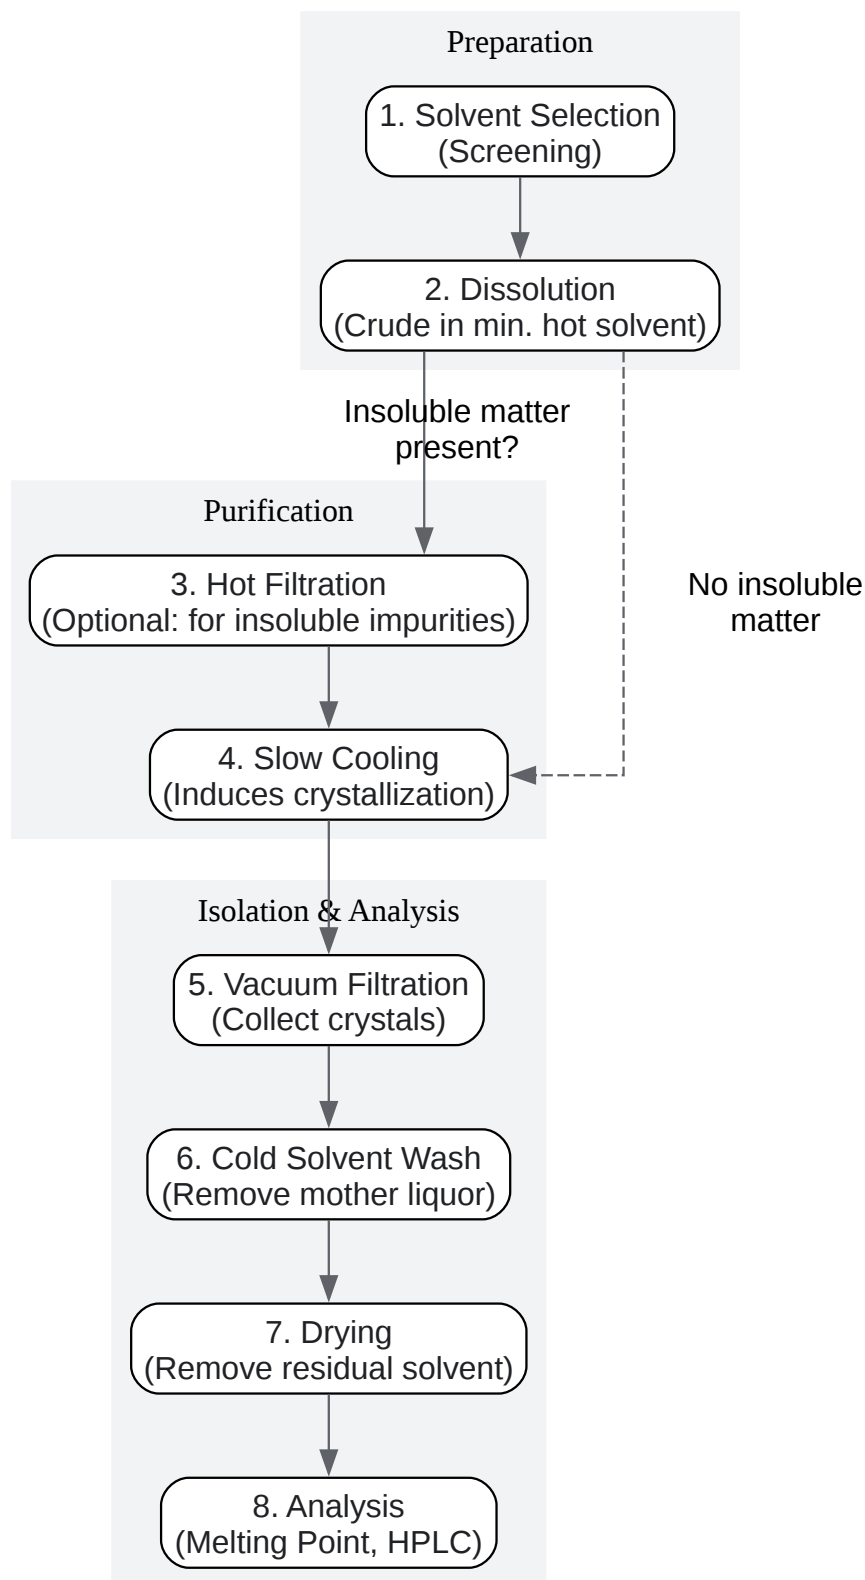 Preparation
1. Solvent Selection
(Screening)
2. Dissolution
(Crude in min. hot solvent)
Insoluble matter
present?
Purification
3. Hot Filtration
(Optional: for insoluble impurities)
No insoluble
matter
4. Slow Cooling
(Induces crystallization)
Isolation & Analysis
5. Vacuum Filtration
(Collect crystals)
6. Cold Solvent Wash
(Remove mother liquor)
7. Drying
(Remove residual solvent)
8. Analysis
(Melting Point, HPLC)